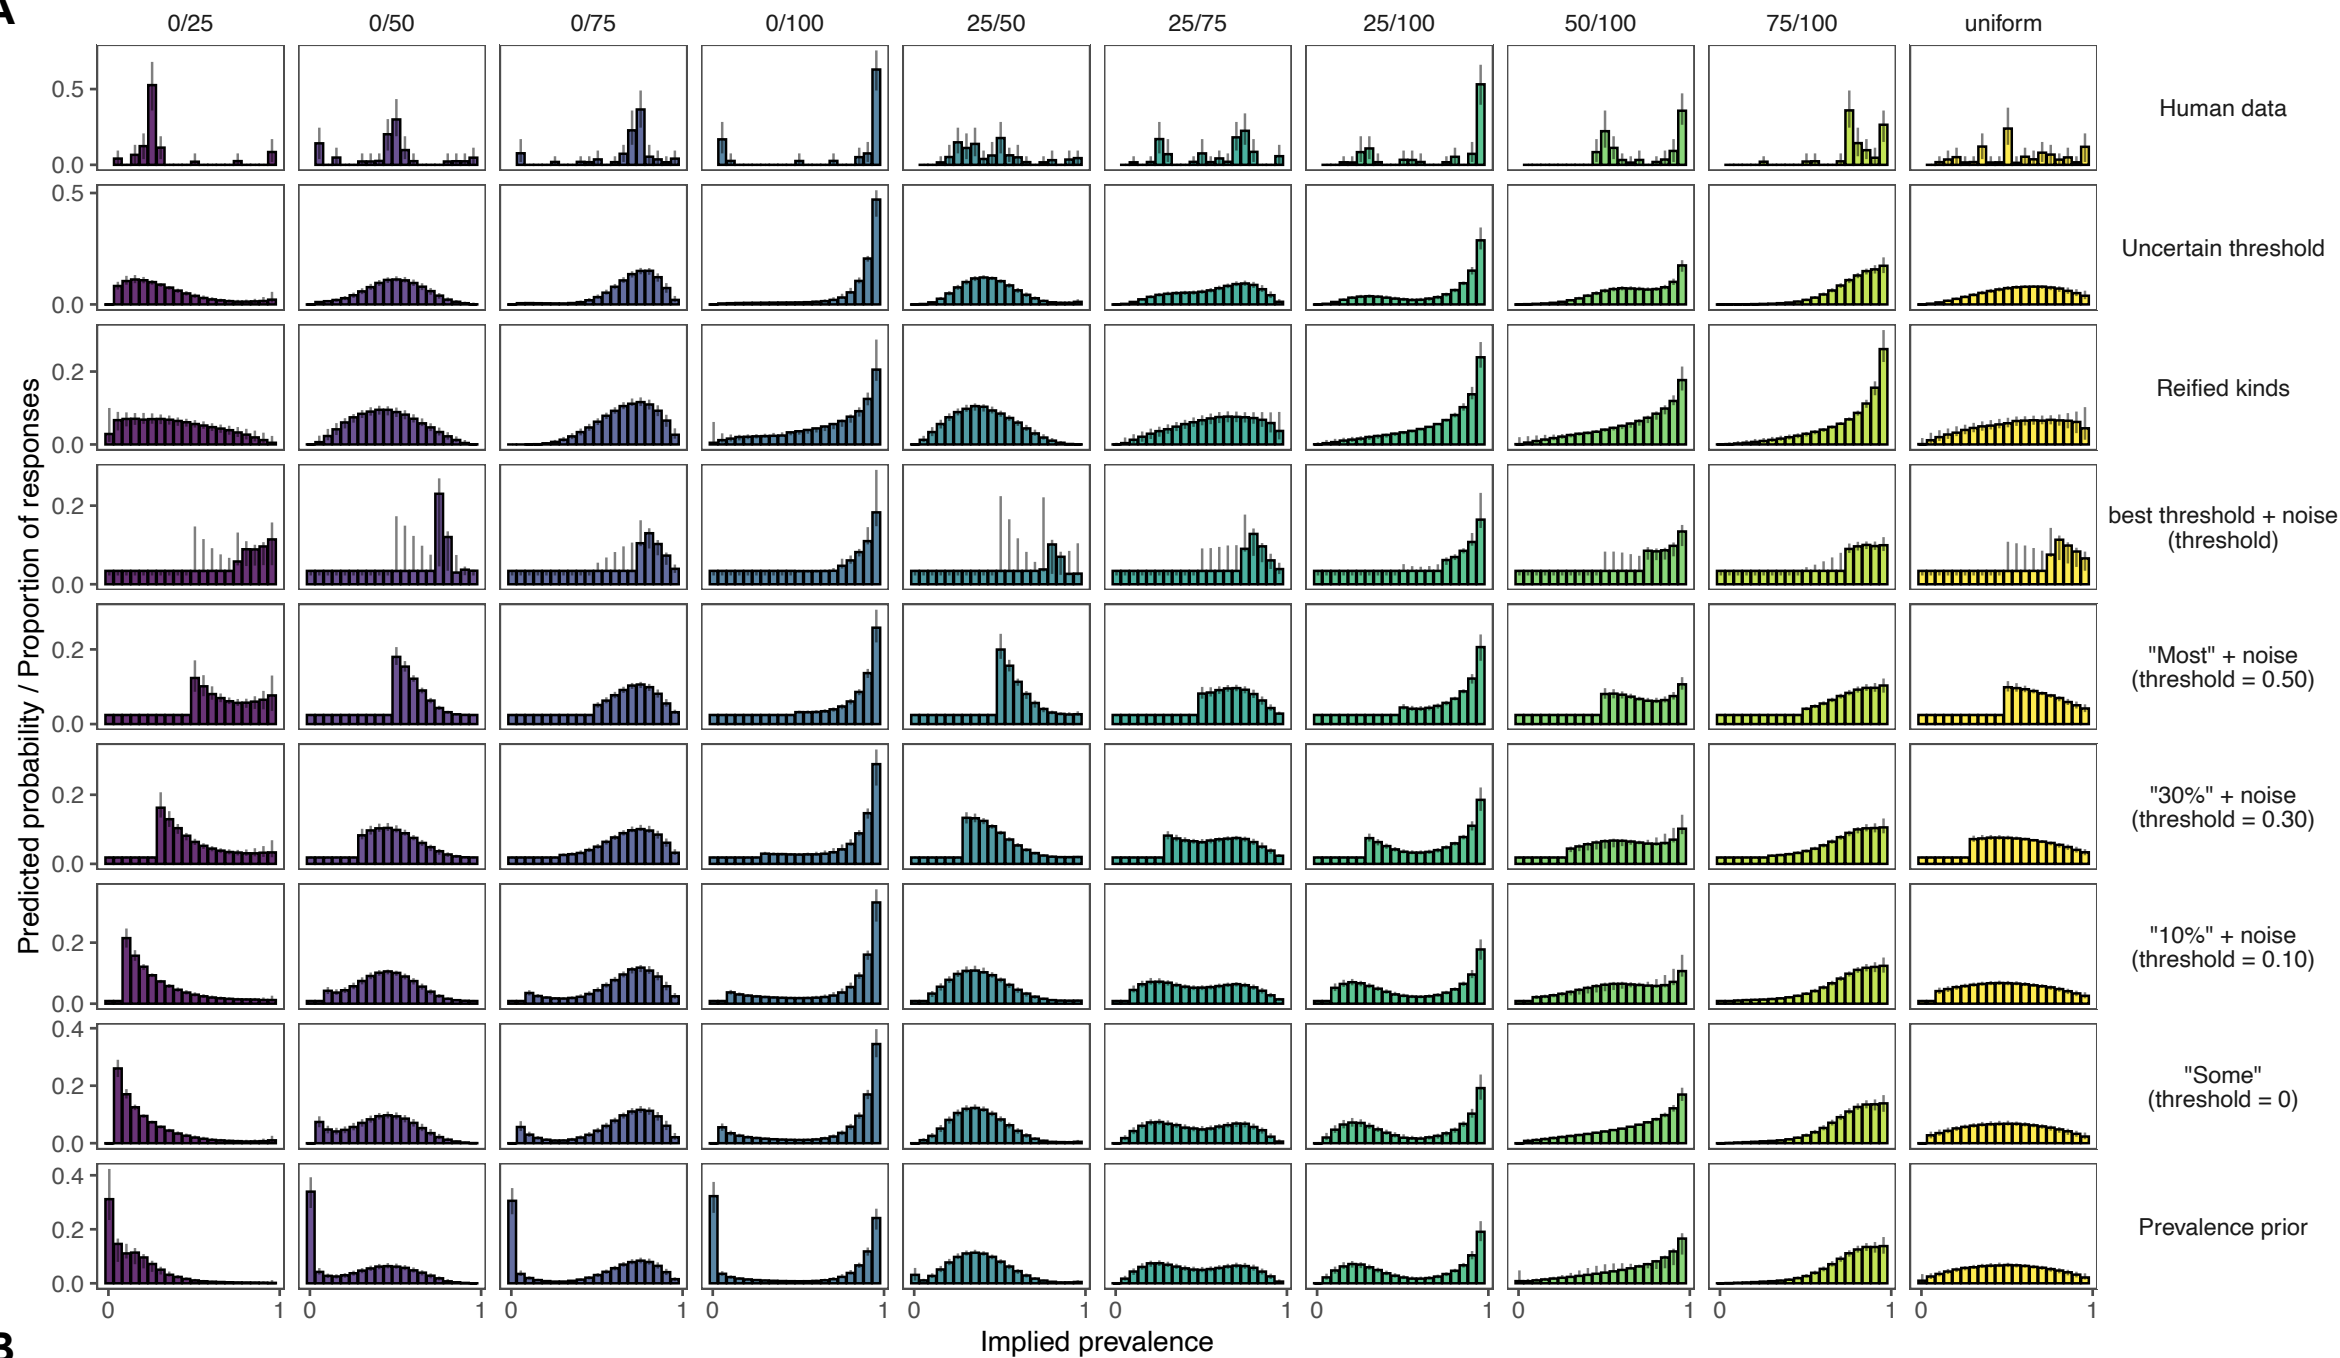 A
0/25 0/50 0/75 0/100 25/50 25/75 25/100 50/100 75/100 uniform
0.5
0.0
Human data
0.5
0.0
Uncertain threshold
0.2
0.0
Reified kinds
0.2
0.0
best threshold + noise
(threshold)
0.2
0.0
"Most" + noise
(threshold = 0.50)
0.2
0.0
"30%" + noise
(threshold = 0.30)
0.2
0.0
"10%" + noise
(threshold = 0.10)
0.4
0.2
0.0
"Some"
(threshold = 0)
0.4
0.2
0.0
Prevalence prior
0 1 0 1 0 1 0 1 0 1 0 1 0 1 0 1 0 1 0 1
Implied prevalence
Predicted probability / Proportion of responses
B